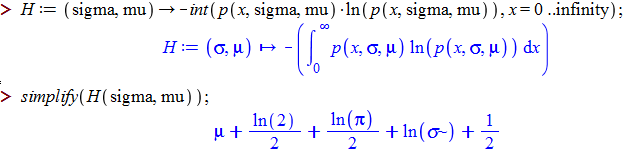 > H := (sigma, mu) → -int(p(x, sigma, mu)·ln(p(x, sigma, mu)), x = 0 ..infinity);
H := (σ, μ) ↦ -(∫₀^∞ p(x, σ, μ) ln(p(x, σ, μ)) dx)
> simplify(H(sigma, mu));
μ + ln(2)/2 + ln(π)/2 + ln(σ~) + 1/2